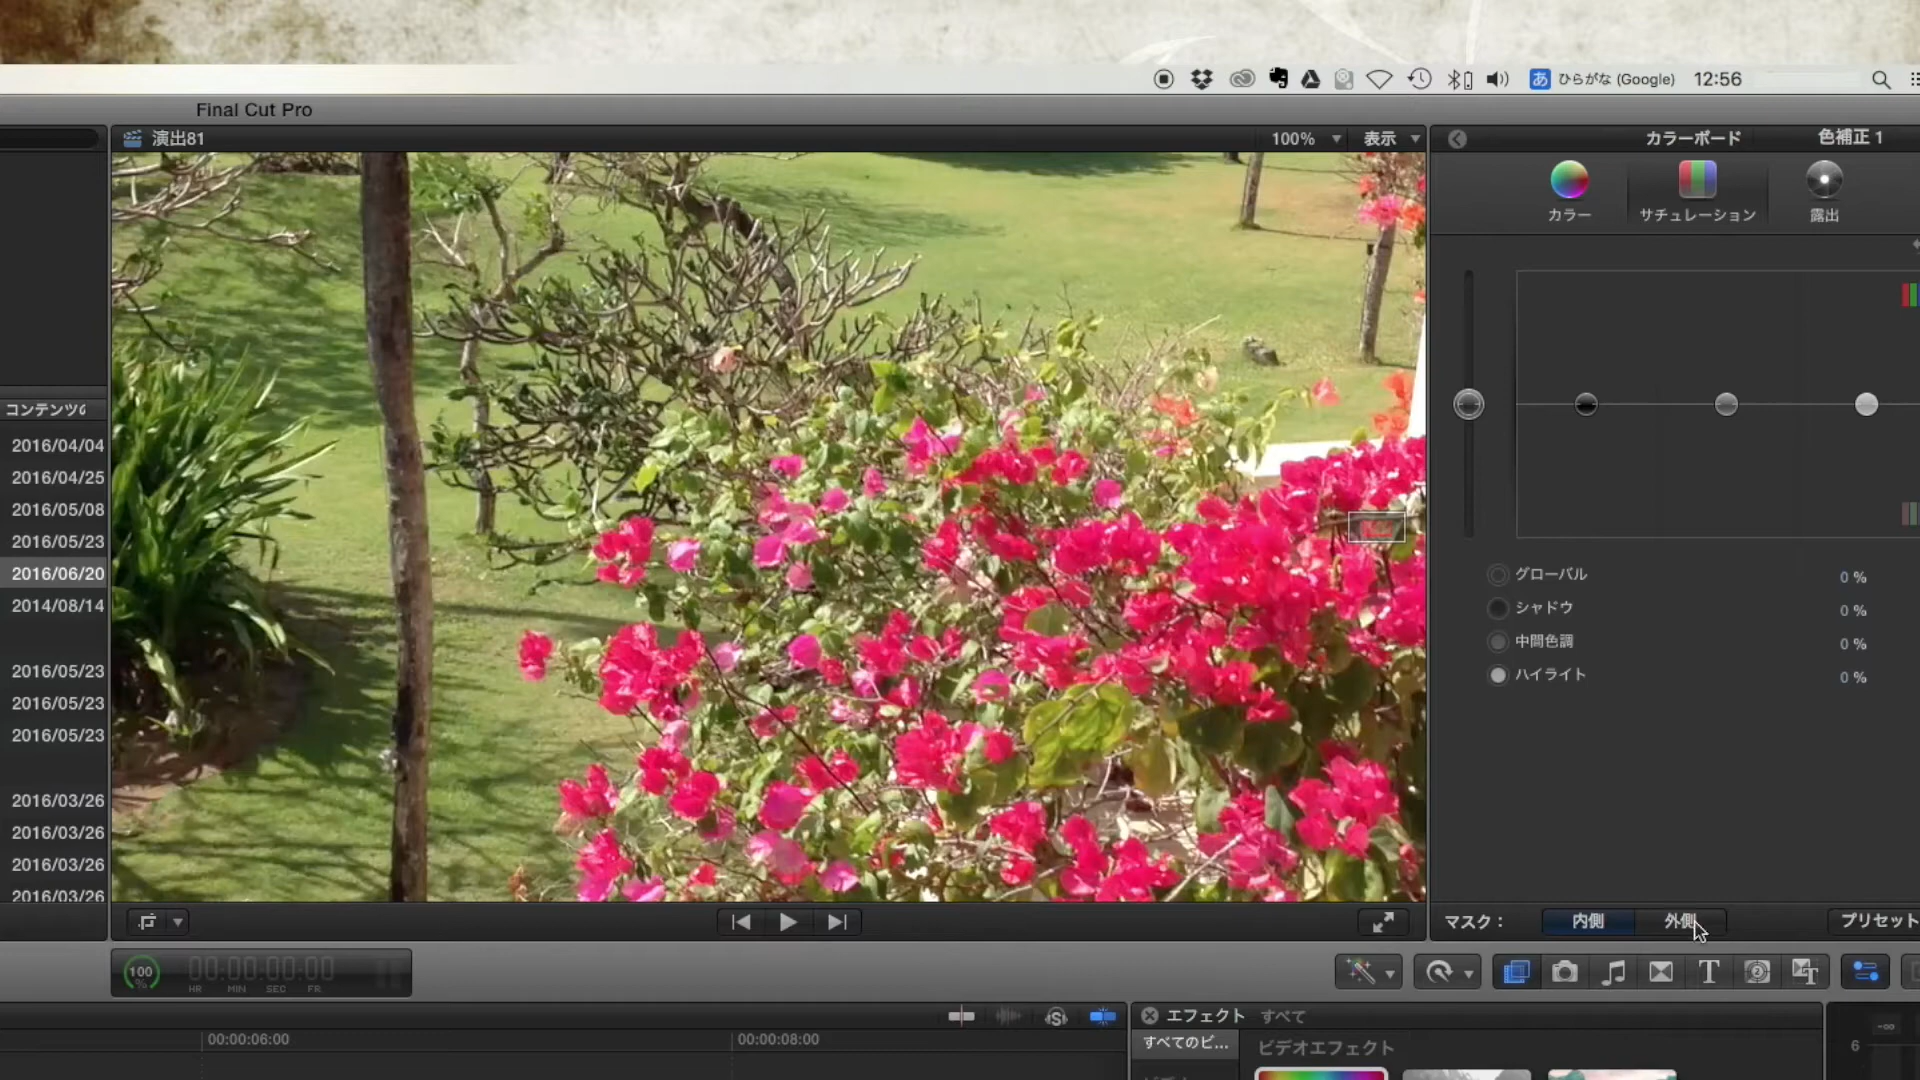 ひらがな (Google) 12:56
Final Cut Pro
演出81 100% 表示
カラーボード 色補正 1
カラー サチュレーション 露出
コンテンツの
2016/04/04
2016/04/25
2016/05/08
2016/05/23
2016/06/20
2014/08/14
2016/05/23
2016/05/23
2016/05/23
2016/03/26
2016/03/26
2016/03/26
2016/03/26
グローバル 0 %
シャドウ 0 %
中間色調 0 %
ハイライト 0 %
マスク： 内側 外側 プリセット
100 %
00:00:00:00
HR MIN SEC FR
エフェクト すべて
00:00:06:00 00:00:08:00
すべてのビ... ビデオエフェクト
-∞
6